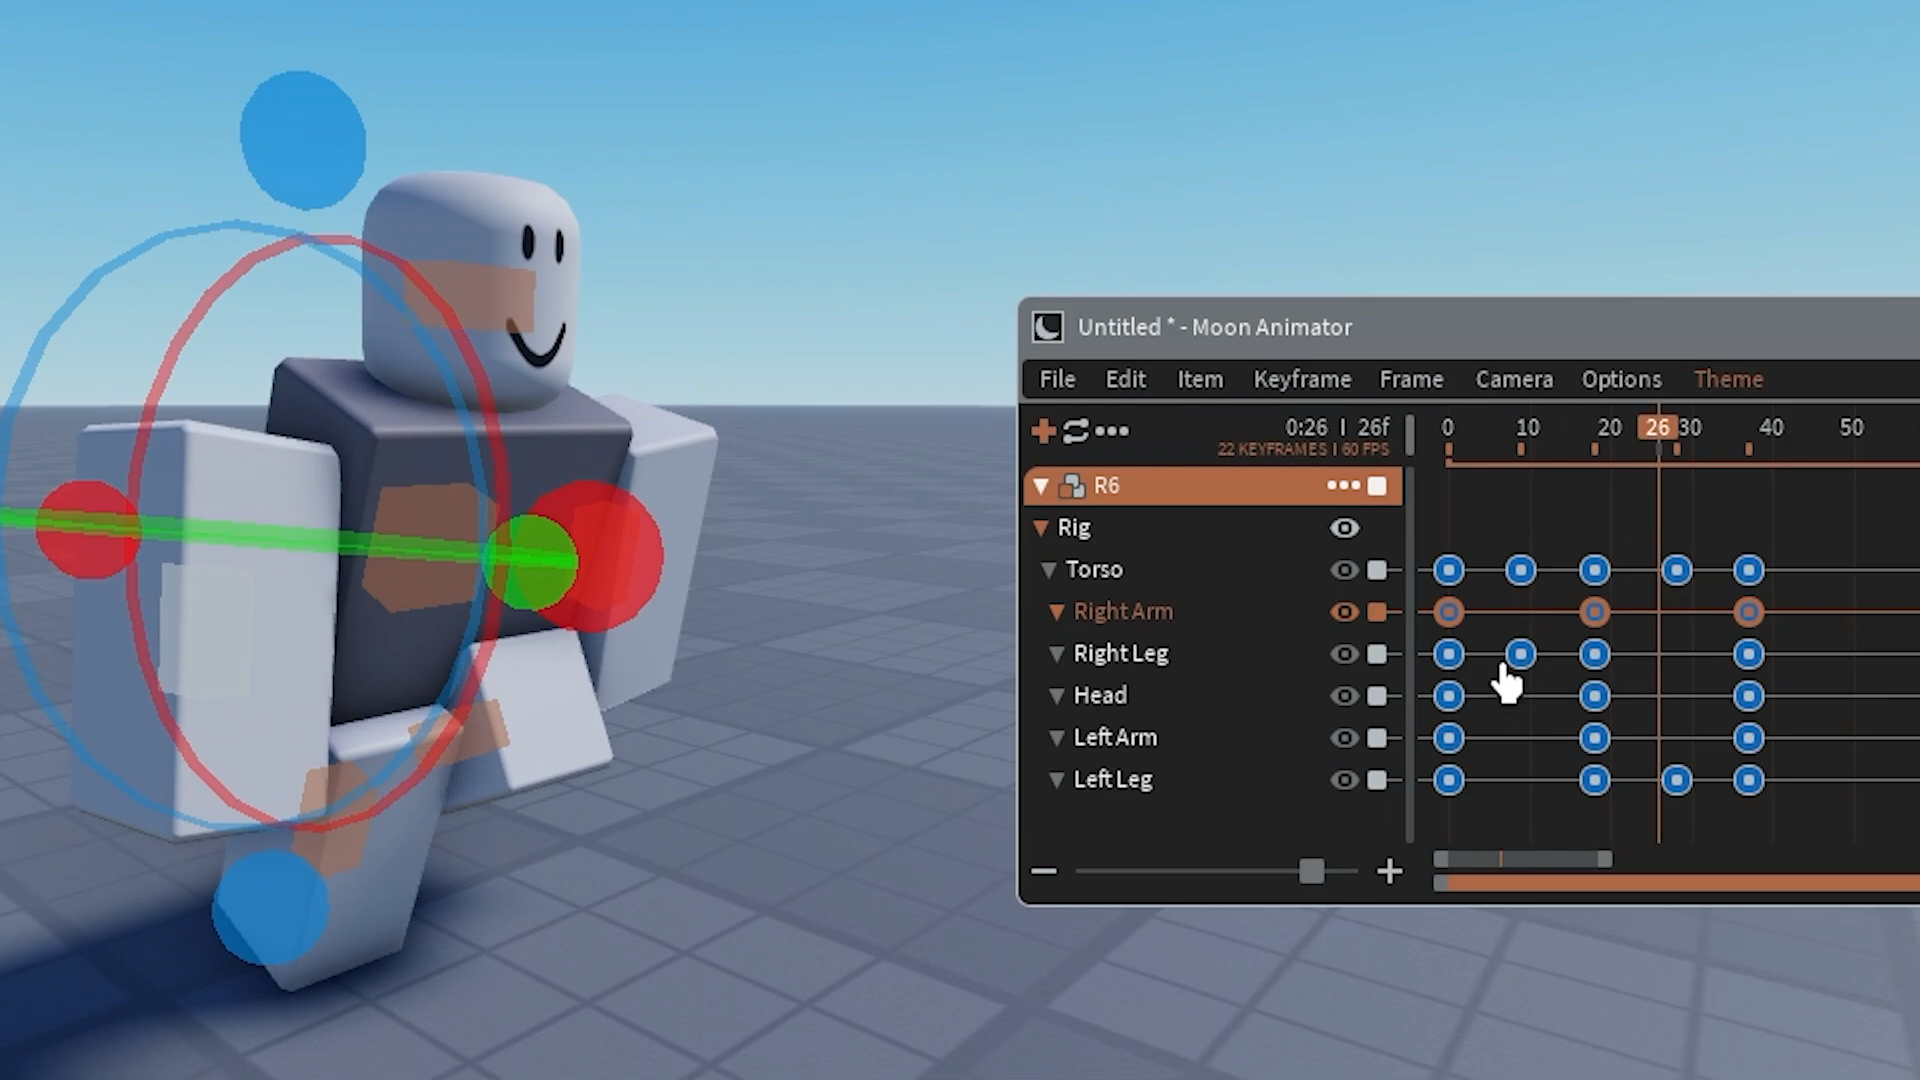 Untitled * - Moon Animator
File Edit Item Keyframe Frame Camera Options Theme
0:26 | 26f 0 10 20 26 30 40 50
22 KEYFRAMES | 60 FPS
R6
Rig
Torso
Right Arm
Right Leg
Head
Left Arm
Left Leg